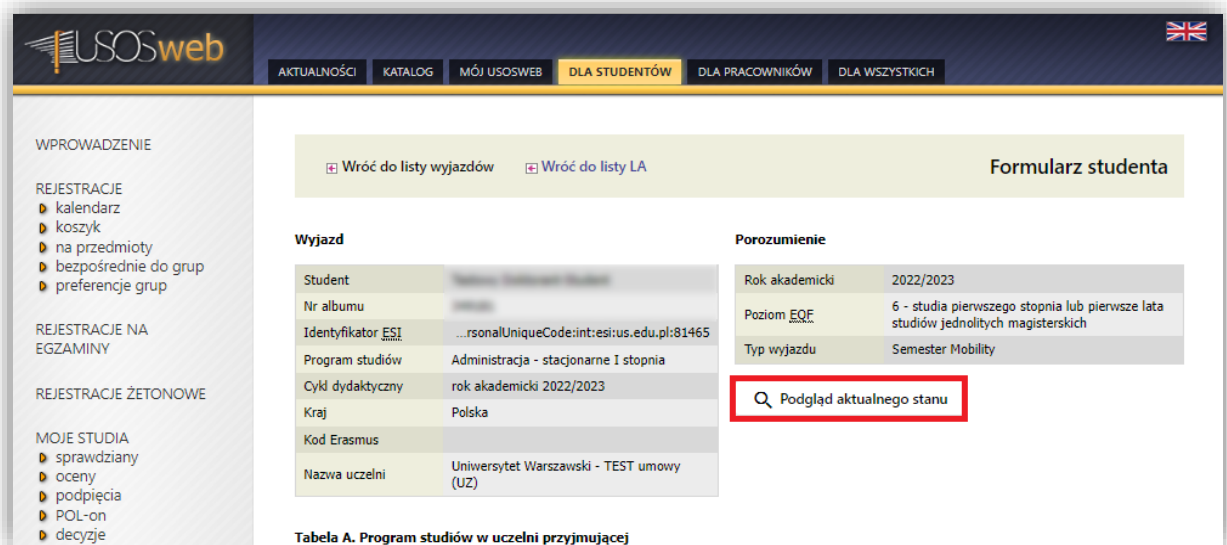 USOSweb
AKTUALNOŚCI KATALOG MÓJ USOSWEB DLA STUDENTÓW DLA PRACOWNIKÓW DLA WSZYSTKICH
WPROWADZENIE
REJESTRACJE
kalendarz
koszyk
na przedmioty
bezpośrednie do grup
preferencje grup
REJESTRACJE NA
EGZAMINY
REJESTRACJE ŻETONOWE
MOJE STUDIA
sprawdziany
oceny
podpięcia
POL-on
decyzje
Wróć do listy wyjazdów Wróć do listy LA Formularz studenta
Wyjazd
Student
Nr albumu
Identyfikator ESI ...rsonalUniqueCode:int:esi:us.edu.pl:81465
Program studiów Administracja - stacjonarne I stopnia
Cykl dydaktyczny rok akademicki 2022/2023
Kraj Polska
Kod Erasmus
Nazwa uczelni Uniwersytet Warszawski - TEST umowy
(UZ)
Porozumienie
Rok akademicki 2022/2023
Poziom EQF 6 - studia pierwszego stopnia lub pierwsze lata
studiów jednolitych magisterskich
Typ wyjazdu Semester Mobility
Podgląd aktualnego stanu
Tabela A. Program studiów w uczelni przyjmującej